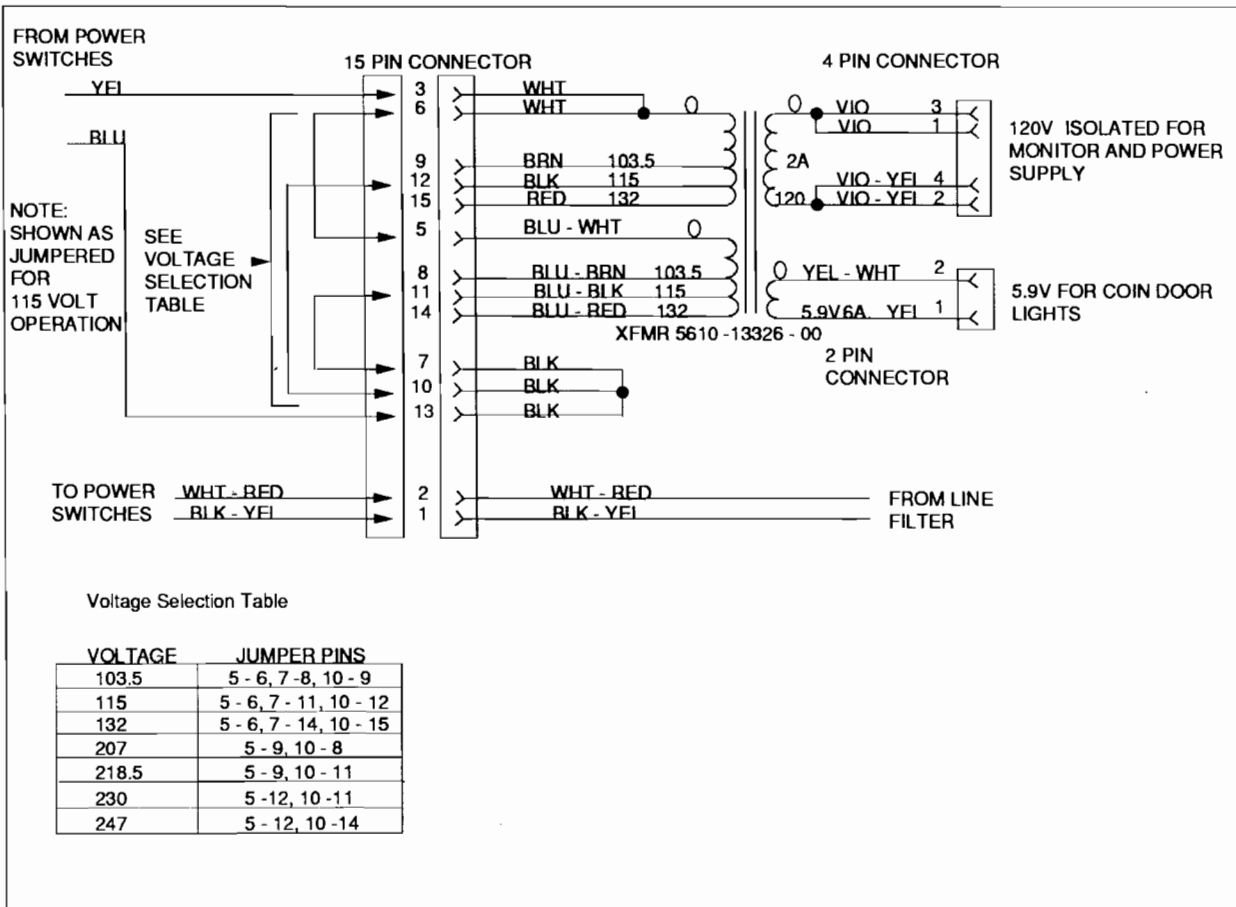 FROM POWER
SWITCHES
15 PIN CONNECTOR
4 PIN CONNECTOR
YEL
3 WHT
6 WHT 0
0 VIO 3
VIO 1
BLU
120V ISOLATED FOR
MONITOR AND POWER
SUPPLY
9 BRN 103.5
2A
12 BLK 115
VIO - YEL 4
15 RED 132
120 VIO - YEL 2
NOTE:
SHOWN AS
JUMPERED
FOR
115 VOLT
OPERATION
SEE
VOLTAGE
SELECTION
TABLE
5 BLU - WHT 0
8 BLU - BRN 103.5
11 BLU - BLK 115
14 BLU - RED 132
0 YEL - WHT 2
5.9V6A. YEL 1
5.9V FOR COIN DOOR
LIGHTS
XFMR 5610 -13326 - 00
2 PIN
CONNECTOR
7 BLK
10 BLK
13 BLK
TO POWER
SWITCHES
WHT - RED 2 WHT - RED
BLK - YEL 1 BLK - YEL
FROM LINE
FILTER
Voltage Selection Table
VOLTAGE JUMPER PINS
103.5 5 - 6, 7 -8, 10 - 9
115 5 - 6, 7 - 11, 10 - 12
132 5 - 6, 7 - 14, 10 - 15
207 5 - 9, 10 - 8
218.5 5 - 9, 10 - 11
230 5 -12, 10 -11
247 5 - 12, 10 -14